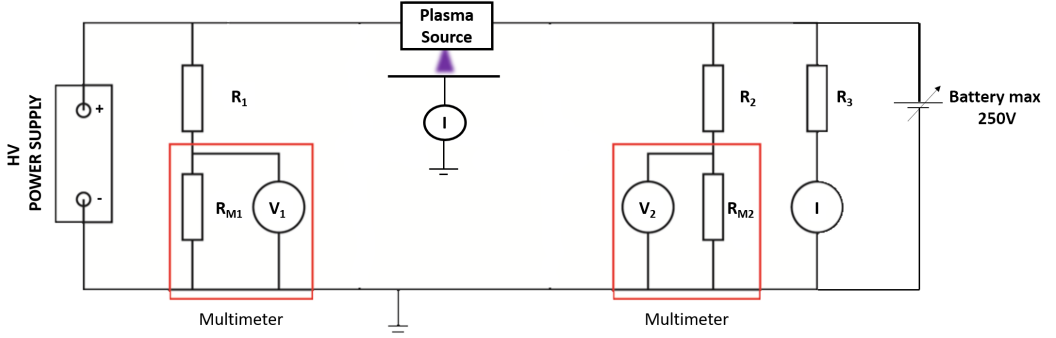 Plasma
Source
HV
POWER SUPPLY
+
-
R1
RM1
V1
Multimeter
I
R2
V2
RM2
Multimeter
R3
I
Battery max
250V